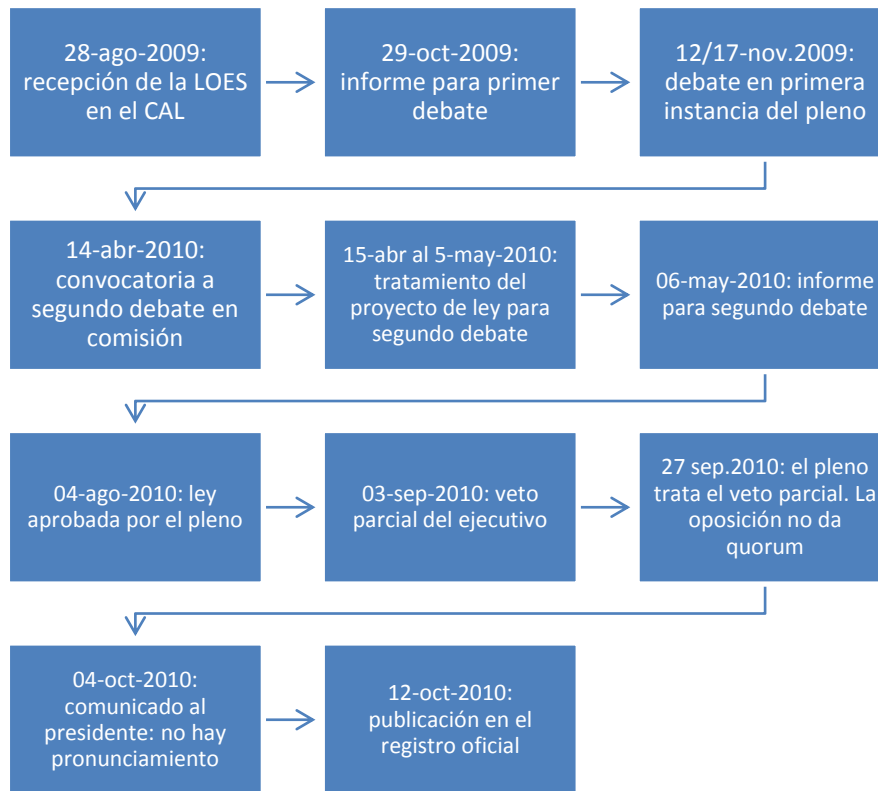 28-ago-2009:
recepción de la LOES
en el CAL
29-oct-2009:
informe para primer
debate
12/17-nov.2009:
debate en primera
instancia del pleno
14-abr-2010:
convocatoria a
segundo debate en
comisión
15-abr al 5-may-2010:
tratamiento del
proyecto de ley para
segundo debate
06-may-2010: informe
para segundo debate
04-ago-2010: ley
aprobada por el pleno
03-sep-2010: veto
parcial del ejecutivo
27 sep.2010: el pleno
trata el veto parcial. La
oposición no da
quorum
04-oct-2010:
comunicado al
presidente: no hay
pronunciamiento
12-oct-2010:
publicación en el
registro oficial